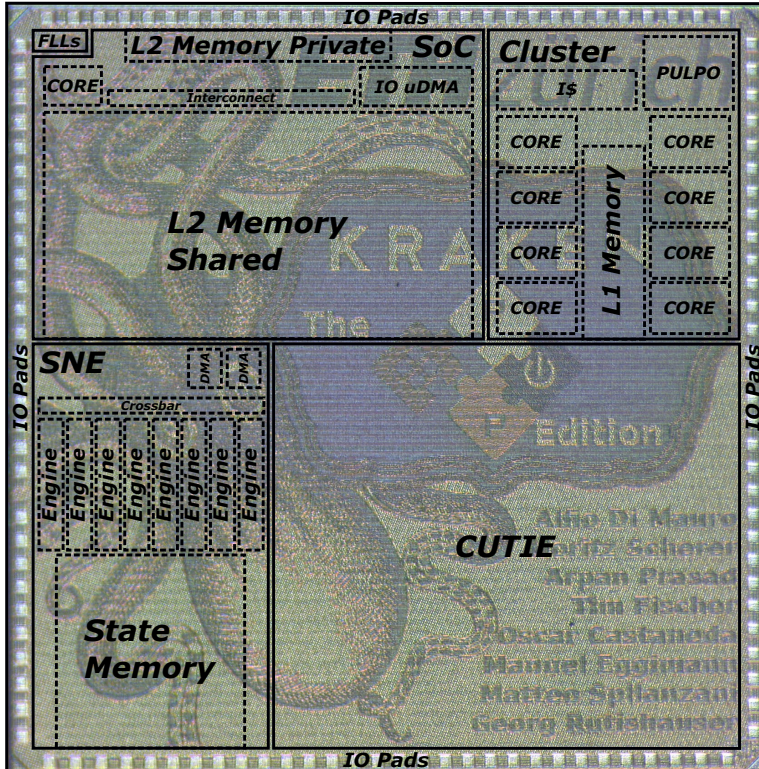 IO Pads
FLLs
L2 Memory Private
SoC
CORE
Interconnect
IO uDMA
L2 Memory
Shared
Cluster
zürich
I$
PULPO
CORE
CORE
CORE
CORE
CORE
CORE
CORE
CORE
L1 Memory
KRAKEN
The
Edition
IO Pads
IO Pads
SNE
DMA
DMA
Crossbar
Engine
Engine
Engine
Engine
Engine
Engine
Engine
Engine
State
Memory
CUTIE
Alfio Di Mauro
Moritz Scherer
Arpan Prasad
Tim Fischer
Oscar Castaneda
Manuel Eggimann
Matteo Spallanzani
Georg Rutishauser
IO Pads